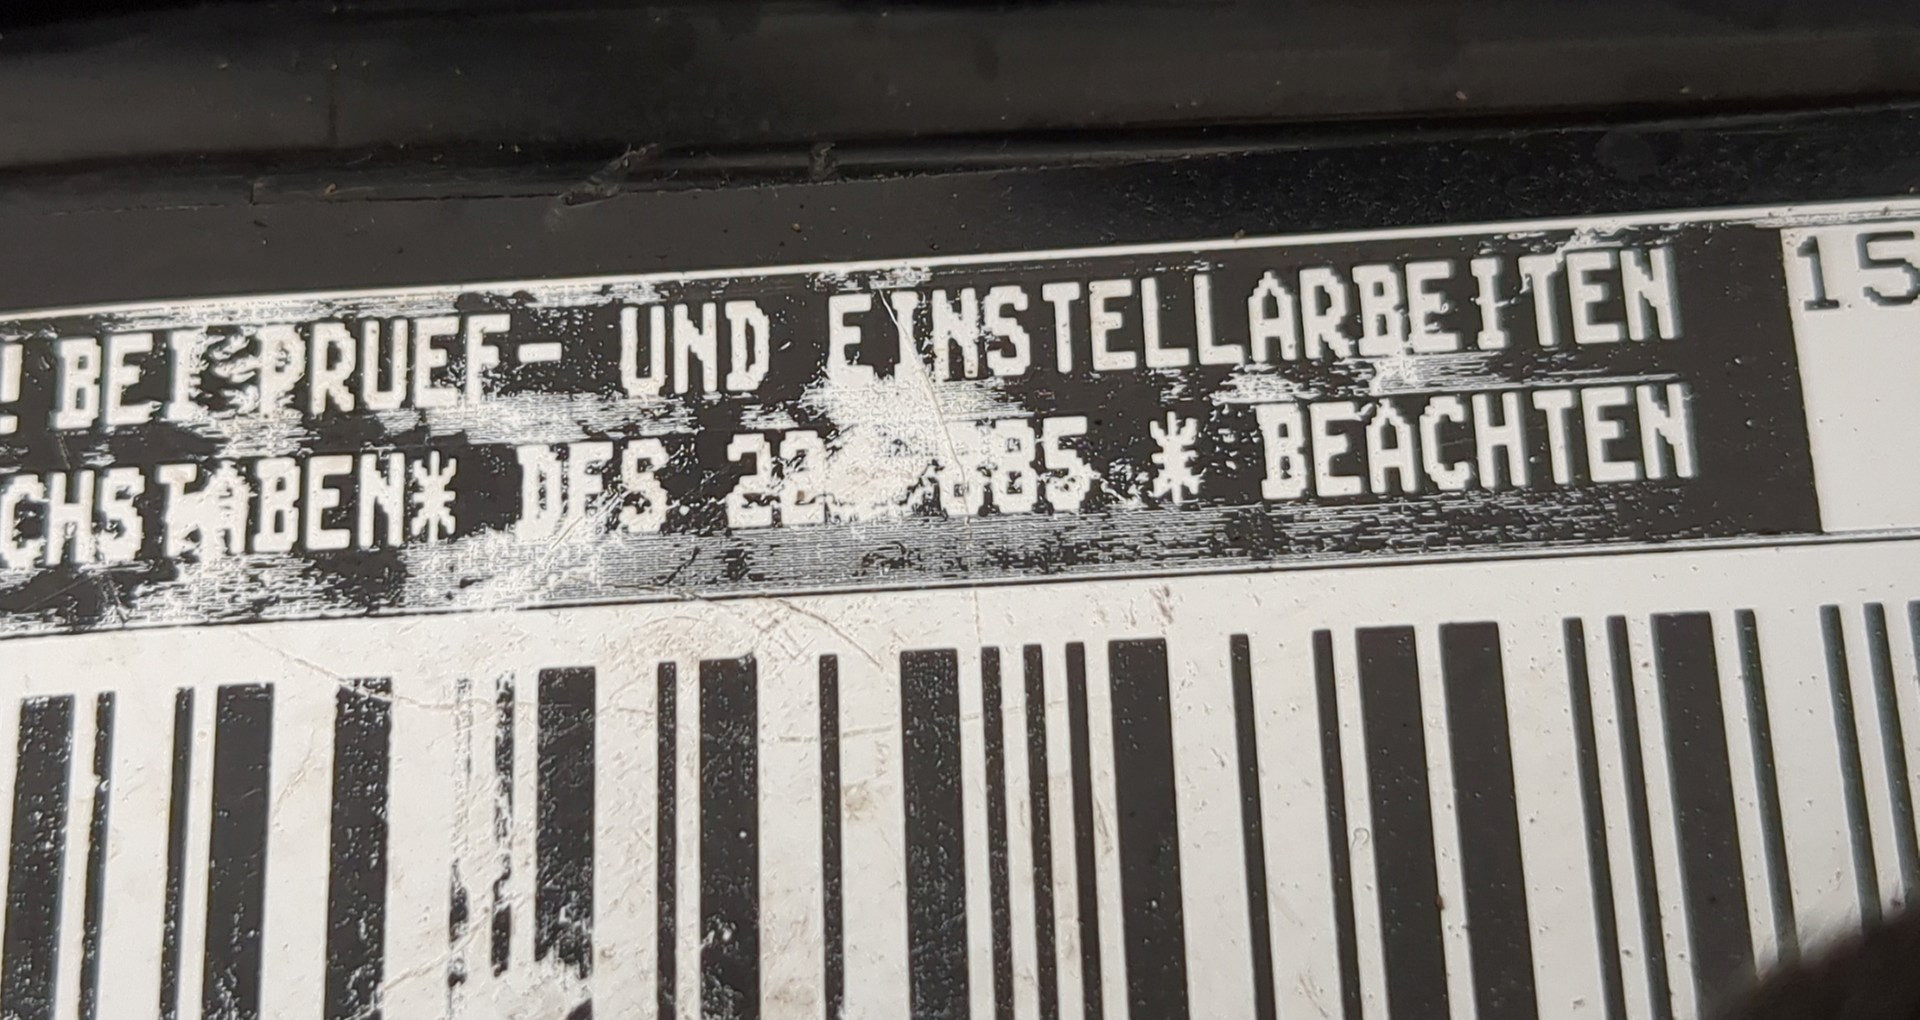 ! BEI PRUEF- UND EINSTELLARBEITEN
CHSTABEN* DES. * BEACHTEN
15